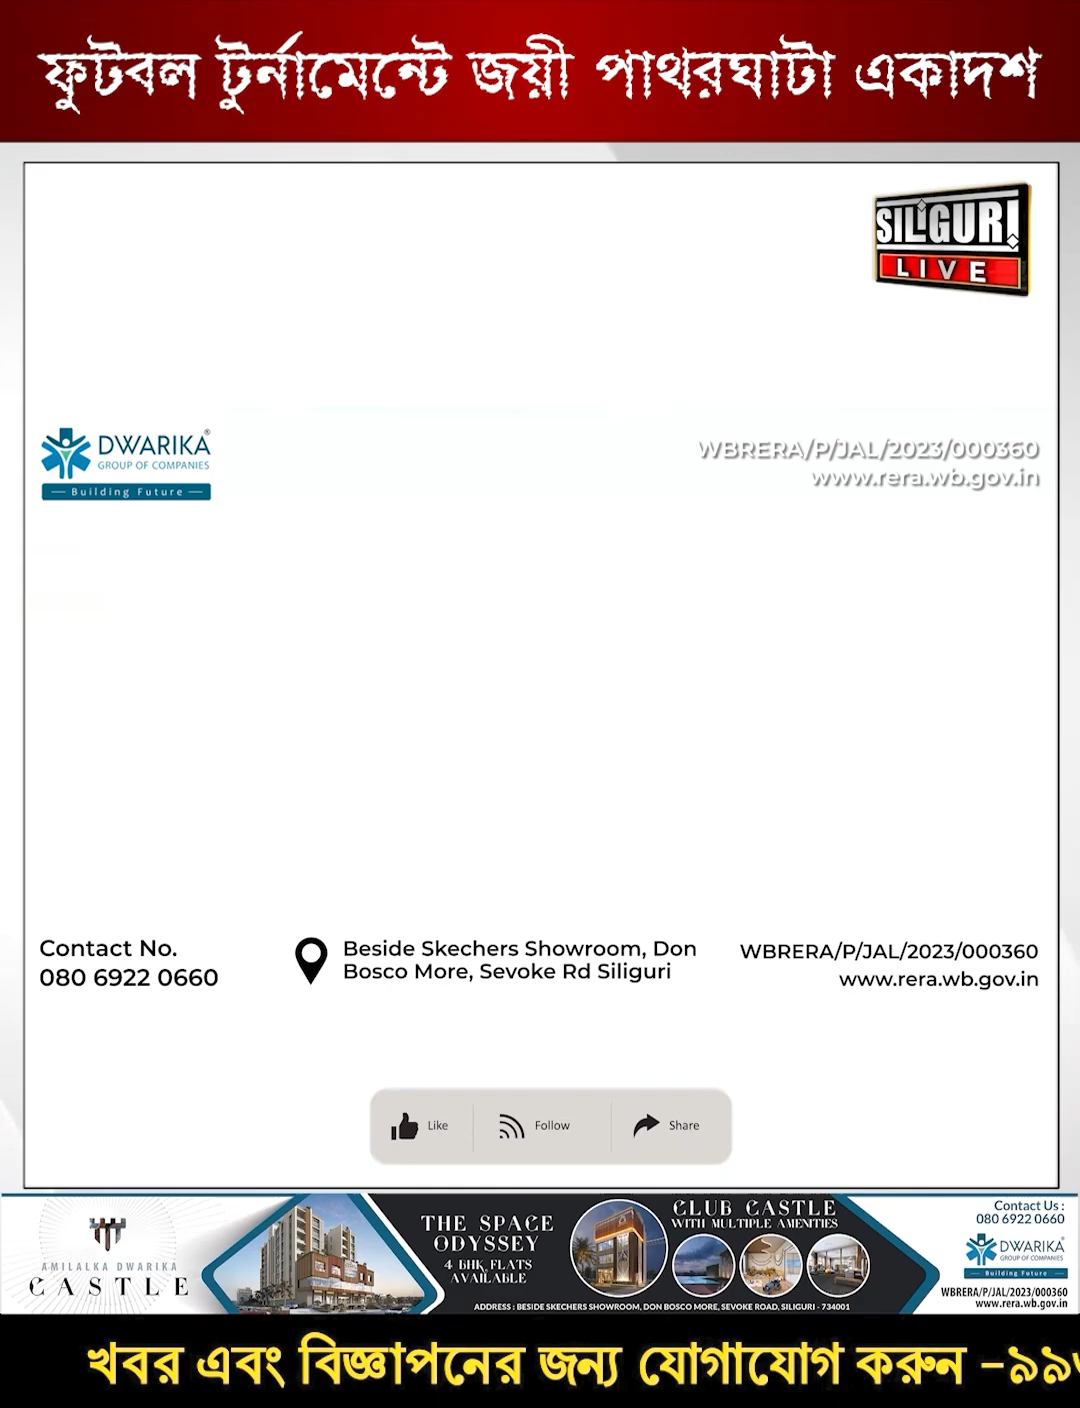 ফুটবল টুর্নামেন্টে জয়ী পাথরঘাটা একাদশ
SILIGURI
LIVE
DWARIKA®
GROUP OF COMPANIES
— Building Future —
WBRERA/P/JAL/2023/000360
www.rera.wb.gov.in
Contact No.
080 6922 0660
Beside Skechers Showroom, Don
Bosco More, Sevoke Rd Siliguri
WBRERA/P/JAL/2023/000360
www.rera.wb.gov.in
Like
Follow
Share
AMILALKA DWARIKA
CASTLE
THE SPACE
ODYSSEY
4 BHK FLATS
AVAILABLE
CLUB CASTLE
WITH MULTIPLE AMENITIES
ADDRESS : BESIDE SKECHERS SHOWROOM, DON BOSCO MORE, SEVOKE ROAD, SILIGURI - 734001
Contact Us :
080 6922 0660
DWARIKA
GROUP OF COMPANIES
— Building Future —
WBRERA/P/JAL/2023/000360
www.rera.wb.gov.in
খবর এবং বিজ্ঞাপনের জন্য যোগাযোগ করুন -৯৯